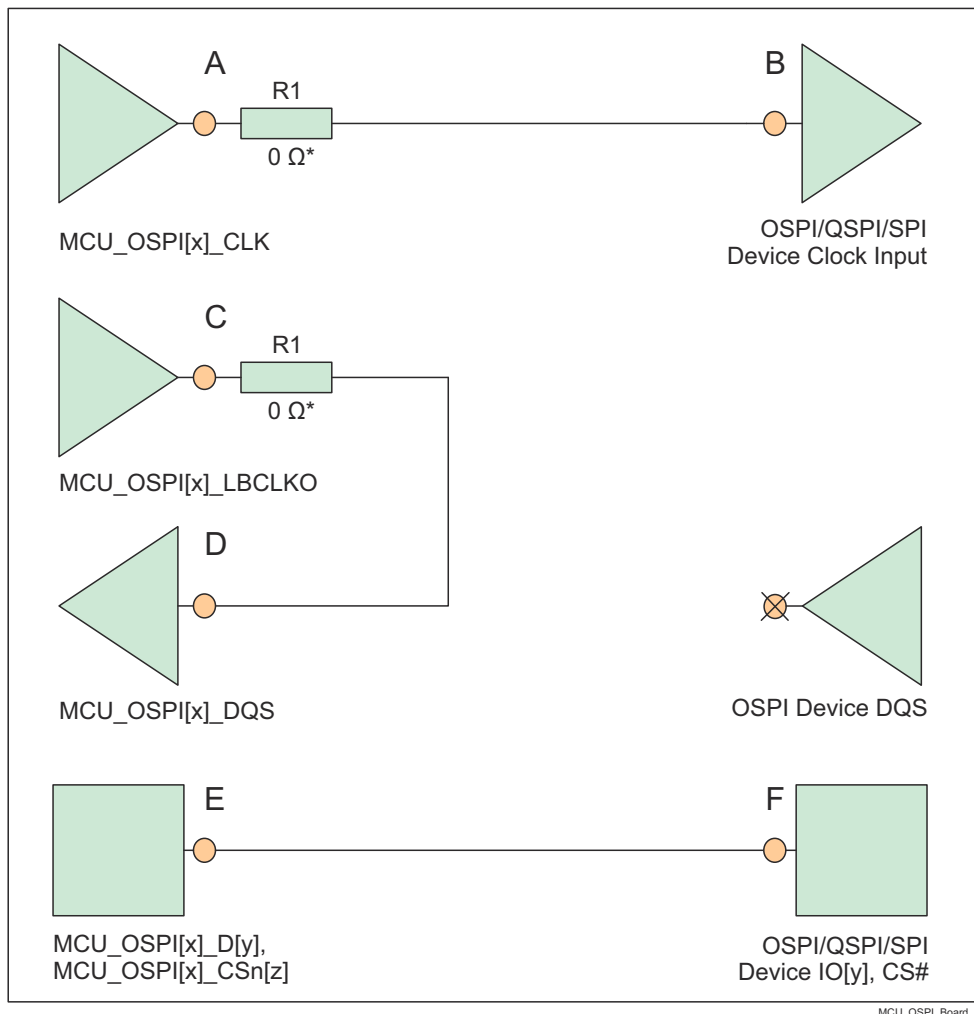 A
B
R1
0 Ω*
MCU_OSPI[x]_CLK
OSPI/QSPI/SPI
Device Clock Input
C
R1
0 Ω*
MCU_OSPI[x]_LBCLKO
D
MCU_OSPI[x]_DQS
OSPI Device DQS
E
F
MCU_OSPI[x]_D[y],
MCU_OSPI[x]_CSn[z]
OSPI/QSPI/SPI
Device IO[y], CS#
MCU_OSPI_Board